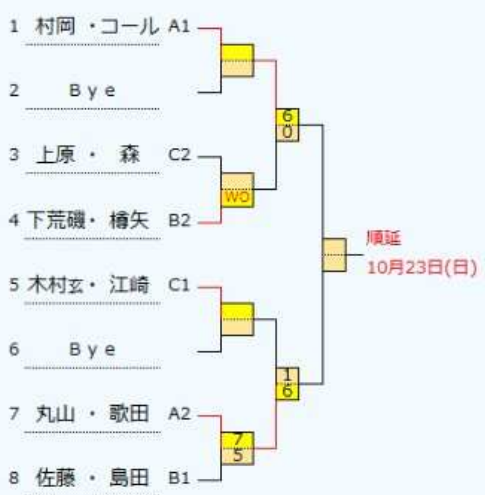 1 村岡 ・コール A1
2 Bye
6
0
3 上原 ・ 森 C2
WO
4 下荒磯・ 樽矢 B2
順延
10月23日(日)
5 木村玄・ 江崎 C1
6 Bye
1
6
7 丸山 ・ 歌田 A2
7
5
8 佐藤 ・ 島田 B1